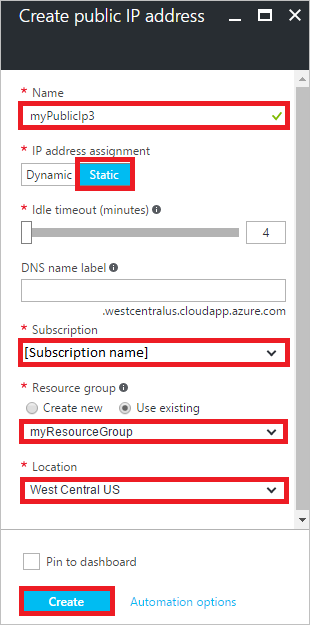 Create public IP address
* Name
myPublicIp3
* IP address assignment
Dynamic Static
* Idle timeout (minutes)
4
DNS name label
.westcentralus.cloudapp.azure.com
* Subscription
[Subscription name]
* Resource group
Create new Use existing
myResourceGroup
* Location
West Central US
Pin to dashboard
Create Automation options